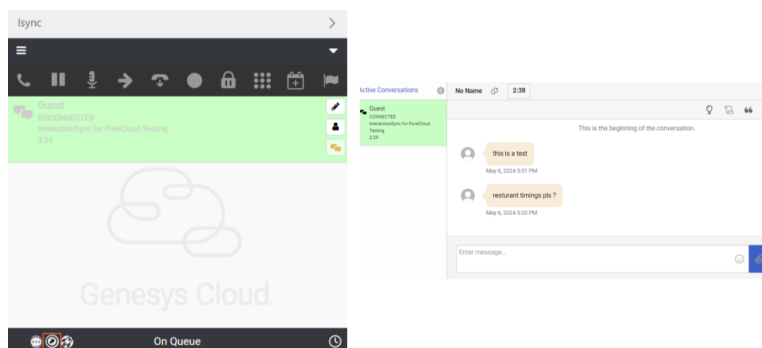 Isync
Guest
DISCONNECTED
InteractionSync for PureCloud Testing
2:34
Genesys Cloud.
On Queue
Active Conversations
No Name
2:38
Guest
CONNECTED
InteractionSync for PureCloud
Testing
This is the beginning of the conversation.
this is a test
May 6, 2024 5:01 PM
resturant timings pls ?
May 6, 2024 5:03 PM
Enter message...